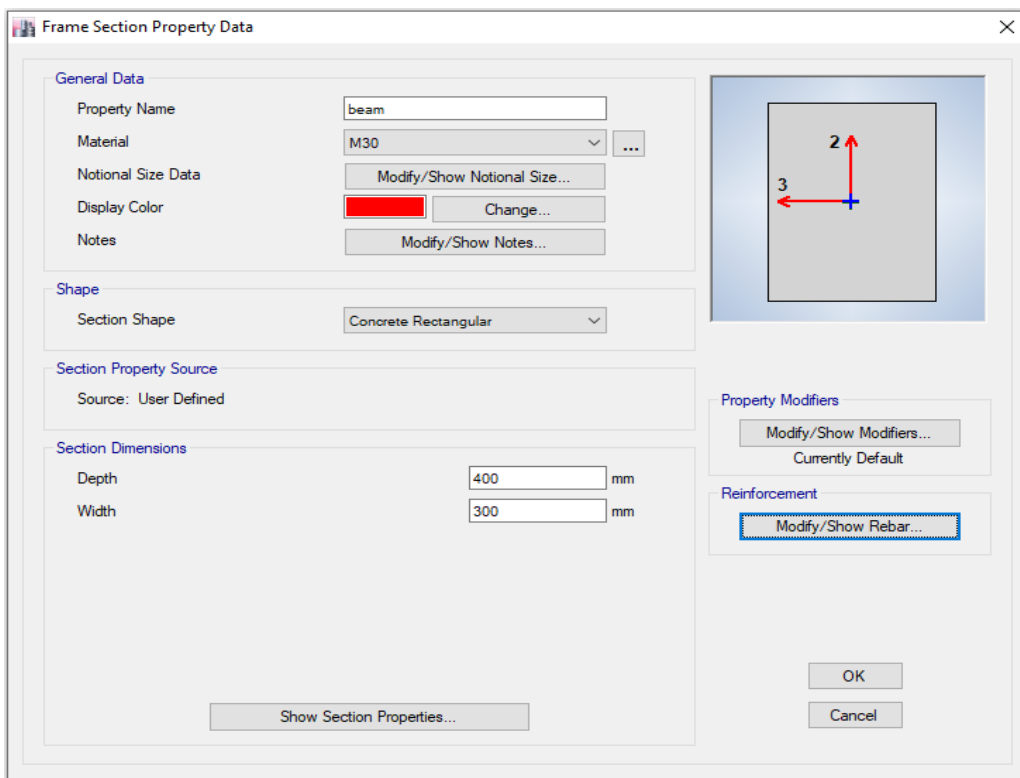 Frame Section Property Data
General Data
Property Name beam
Material M30 ...
Notional Size Data Modify/Show Notional Size...
Display Color Change...
Notes Modify/Show Notes...
Shape
Section Shape Concrete Rectangular
Section Property Source
Source: User Defined
Section Dimensions
Depth 400 mm
Width 300 mm
Show Section Properties...
2
3
Property Modifiers
Modify/Show Modifiers...
Currently Default
Reinforcement
Modify/Show Rebar...
OK
Cancel